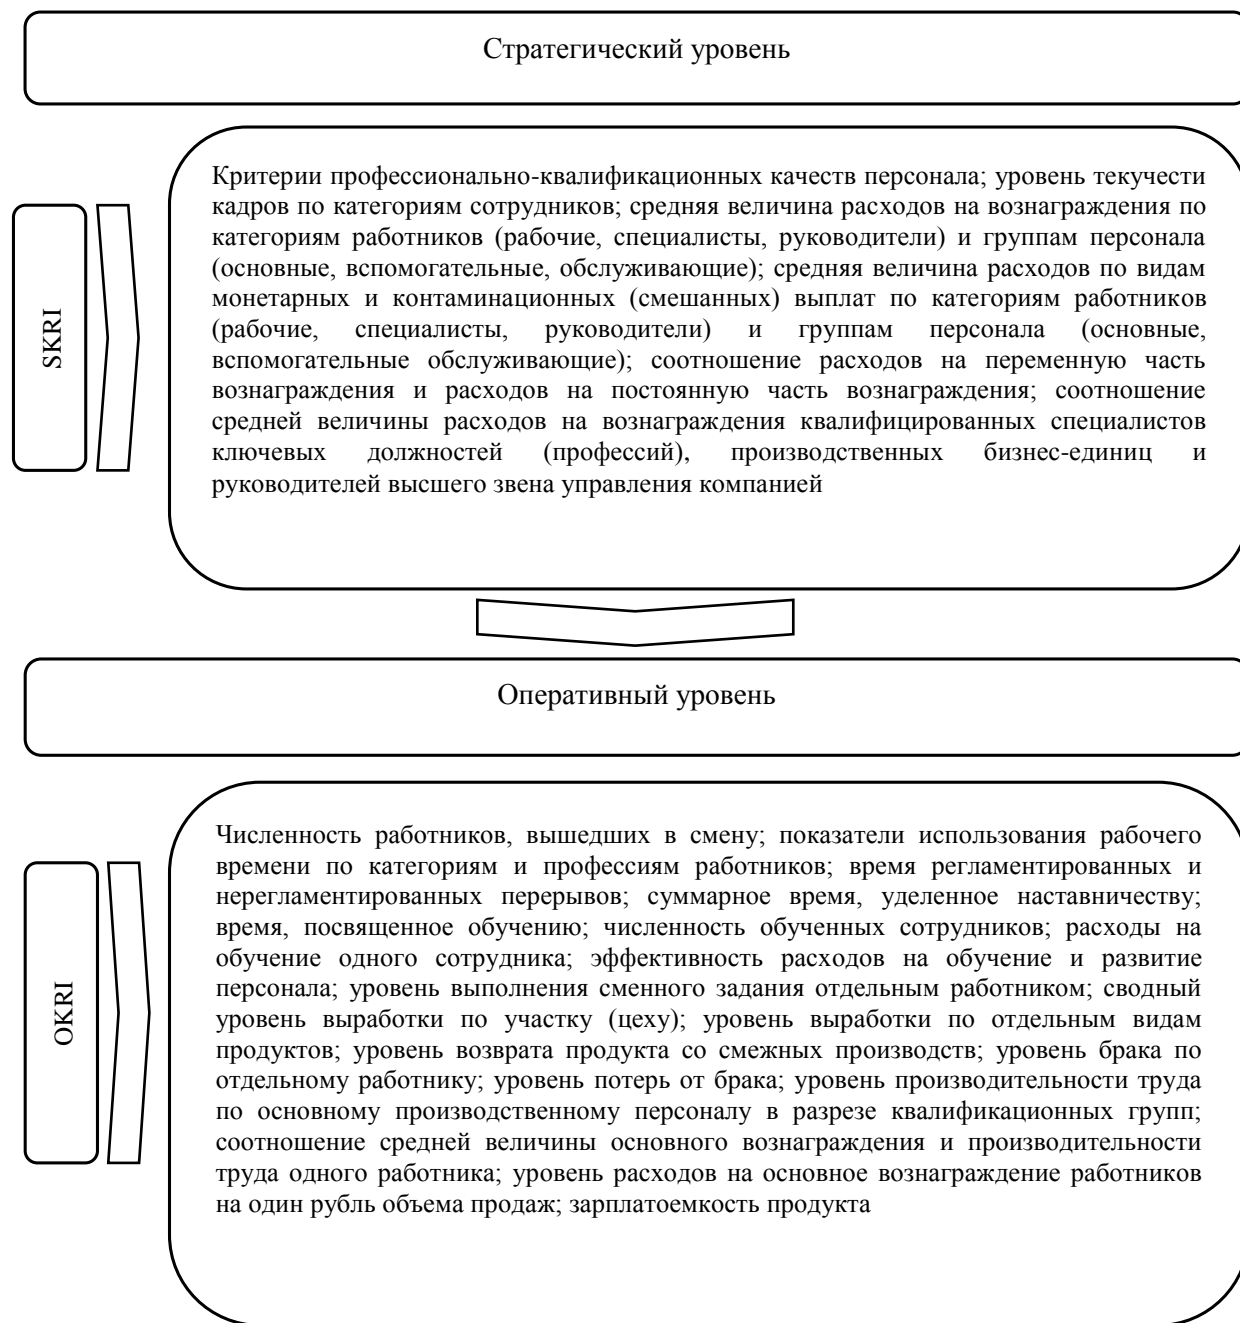 Стратегический уровень
SKRI
Критерии профессионально-квалификационных качеств персонала; уровень текучести
кадров по категориям сотрудников; средняя величина расходов на вознаграждения по
категориям работников (рабочие, специалисты, руководители) и группам персонала
(основные, вспомогательные, обслуживающие); средняя величина расходов по видам
монетарных и контаминационных (смешанных) выплат по категориям работников
(рабочие, специалисты, руководители) и группам персонала (основные,
вспомогательные обслуживающие); соотношение расходов на переменную часть
вознаграждения и расходов на постоянную часть вознаграждения; соотношение
средней величины расходов на вознаграждения квалифицированных специалистов
ключевых должностей (профессий), производственных бизнес-единиц и
руководителей высшего звена управления компанией
Оперативный уровень
OKRI
Численность работников, вышедших в смену; показатели использования рабочего
времени по категориям и профессиям работников; время регламентированных и
нерегламентированных перерывов; суммарное время, уделенное наставничеству;
время, посвященное обучению; численность обученных сотрудников; расходы на
обучение одного сотрудника; эффективность расходов на обучение и развитие
персонала; уровень выполнения сменного задания отдельным работником; сводный
уровень выработки по участку (цеху); уровень выработки по отдельным видам
продуктов; уровень возврата продукта со смежных производств; уровень брака по
отдельному работнику; уровень потерь от брака; уровень производительности труда
по основному производственному персоналу в разрезе квалификационных групп;
соотношение средней величины основного вознаграждения и производительности
труда одного работника; уровень расходов на основное вознаграждение работников
на один рубль объема продаж; зарплатоемкость продукта